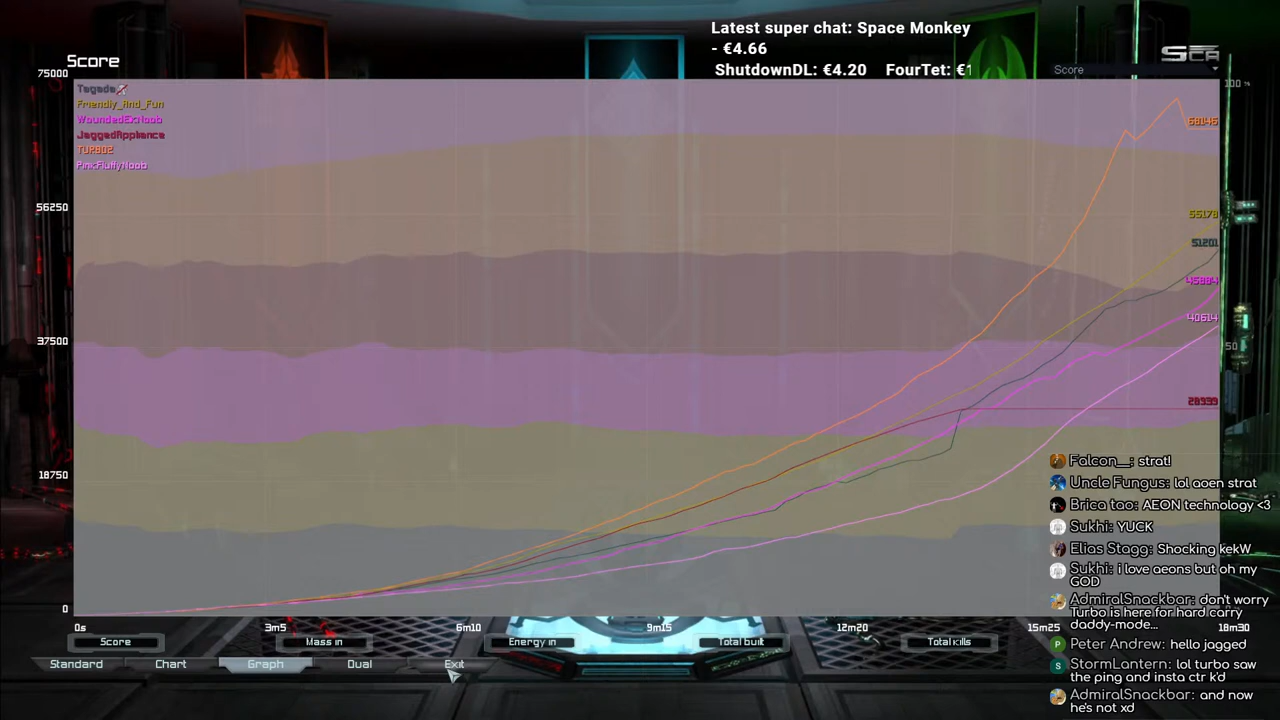 Latest super chat: Space Monkey
- €4.66
ShutdownDL: €4.20 FourTet: €1
Score
75000
Score
100 %
Tagada
Friendly_And_Fun
WoundedExNoob
JaggedAppliance
TURBO2
PinkFluffyNoob
56250
55178
51201
45884
40614
37500
50
28939
18750
0
0s
3m5
6m10
9m15
12m20
15m25
18m30
Score
Mass in
Energy in
Total built
Total kills
Standard
Chart
Graph
Dual
Exit
Falcon__: strat!
Uncle Fungus: lol aoen strat
Brica tao: AEON technology <3
Sukhi: YUCK
Elias Stagg: Shocking kekW
Sukhi: i love aeons but oh my
GOD
AdmiralSnackbar: don't worry
Turbo is here for hard carry
daddy-mode...
Peter Andrew: hello jagged
StormLantern: lol turbo saw
the ping and insta ctr k'd
AdmiralSnackbar: and now
he's not xd